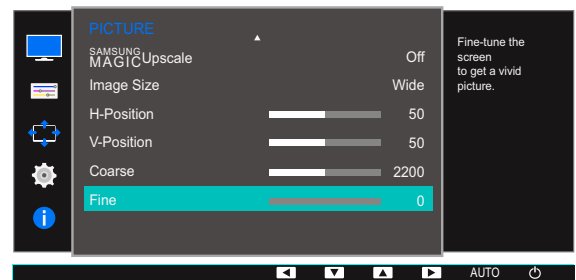 PICTURE
SAMSUNG
MAGIC Upscale Off
Image Size Wide
H-Position 50
V-Position 50
Coarse 2200
Fine 0
Fine-tune the
screen
to get a vivid
picture.
AUTO